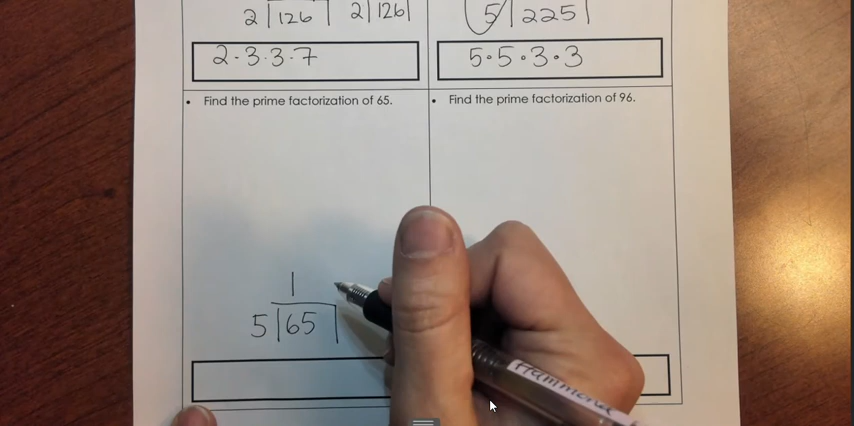 2 126 2 126
5 225
2·3·3·7
5·5·3·3
• Find the prime factorization of 65.
• Find the prime factorization of 96.
1
5 65
Hammond